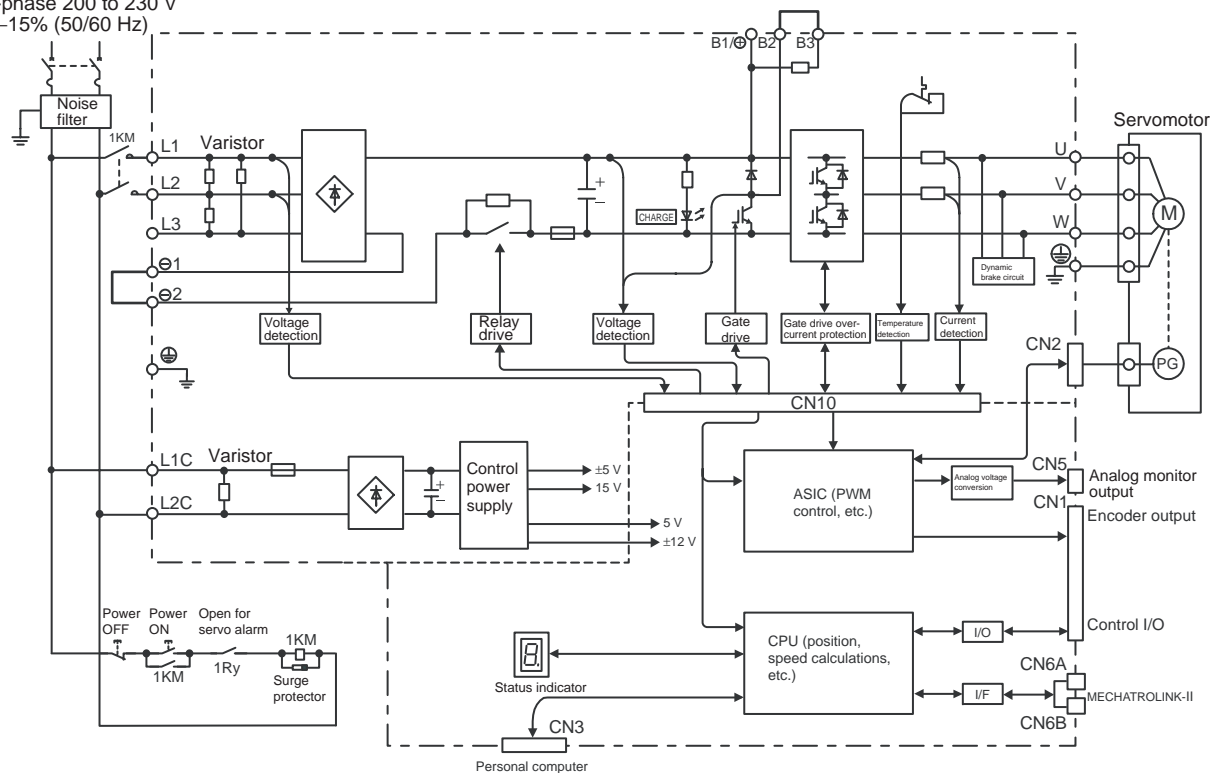 -phase 200 to 230 V
–15% (50/60 Hz)
B1/⊕ B2 B3
Noise
filter
1KM
L1
Varistor
L2
L3
⊖1
⊖2
+
–
CHARGE
U
V
W
Servomotor
M
Dynamic
brake circuit
Voltage
detection
Relay
drive
Voltage
detection
Gate
drive
Gate drive over-
current protection
Temperature
detection
Current
detection
CN2
PG
CN10
L1C
Varistor
L2C
+
–
Control
power
supply
±5 V
15 V
5 V
±12 V
ASIC (PWM
control, etc.)
Analog voltage
conversion
CN5
Analog monitor
output
CN1
Encoder output
Power
OFF
Power
ON
Open for
servo alarm
1KM
1KM
1Ry
Surge
protector
8.
Status indicator
CPU (position,
speed calculations,
etc.)
I/O
Control I/O
CN6A
I/F
MECHATROLINK-II
CN6B
CN3
Personal computer